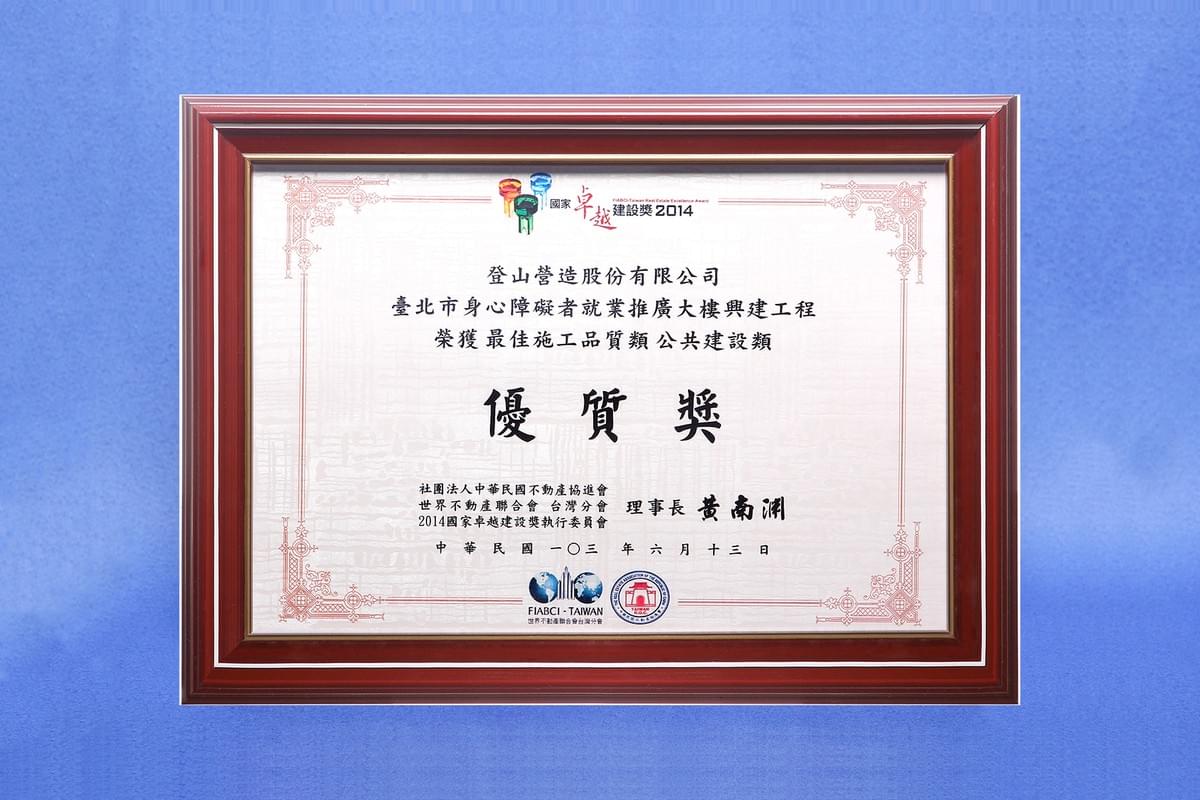 國家 卓越 建設獎 2014
FIABCI-Taiwan Real Estate Excellence Award
登山營造股份有限公司
臺北市身心障礙者就業推廣大樓興建工程
榮獲 最佳施工品質類 公共建設類
優質獎
社團法人中華民國不動產協進會
世界不動產聯合會 台灣分會
2014國家卓越建設獎執行委員會
理事長 黃南渕
中華民國一〇三年六月十三日
FIABCI - TAIWAN
世界不動產聯合會台灣分會
TAIWAN
R.O.C.